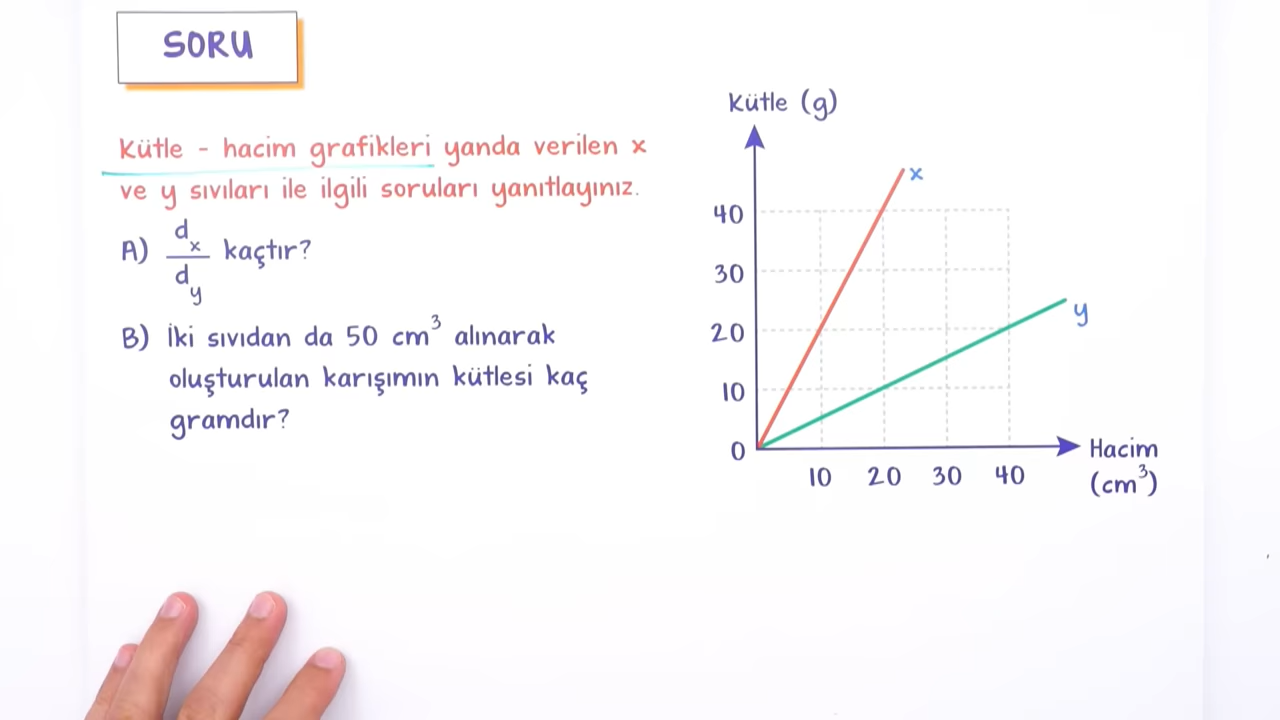 SORU
Kütle - hacim grafikleri yanda verilen x
ve y sıvıları ile ilgili soruları yanıtlayınız.
A) dx/dy kaçtır?
B) İki sıvıdan da 50 cm³ alınarak
oluşturulan karışımın kütlesi kaç
gramdır?
Kütle (g)
x
40
30
y
20
10
0
Hacim
10 20 30 40
(cm³)